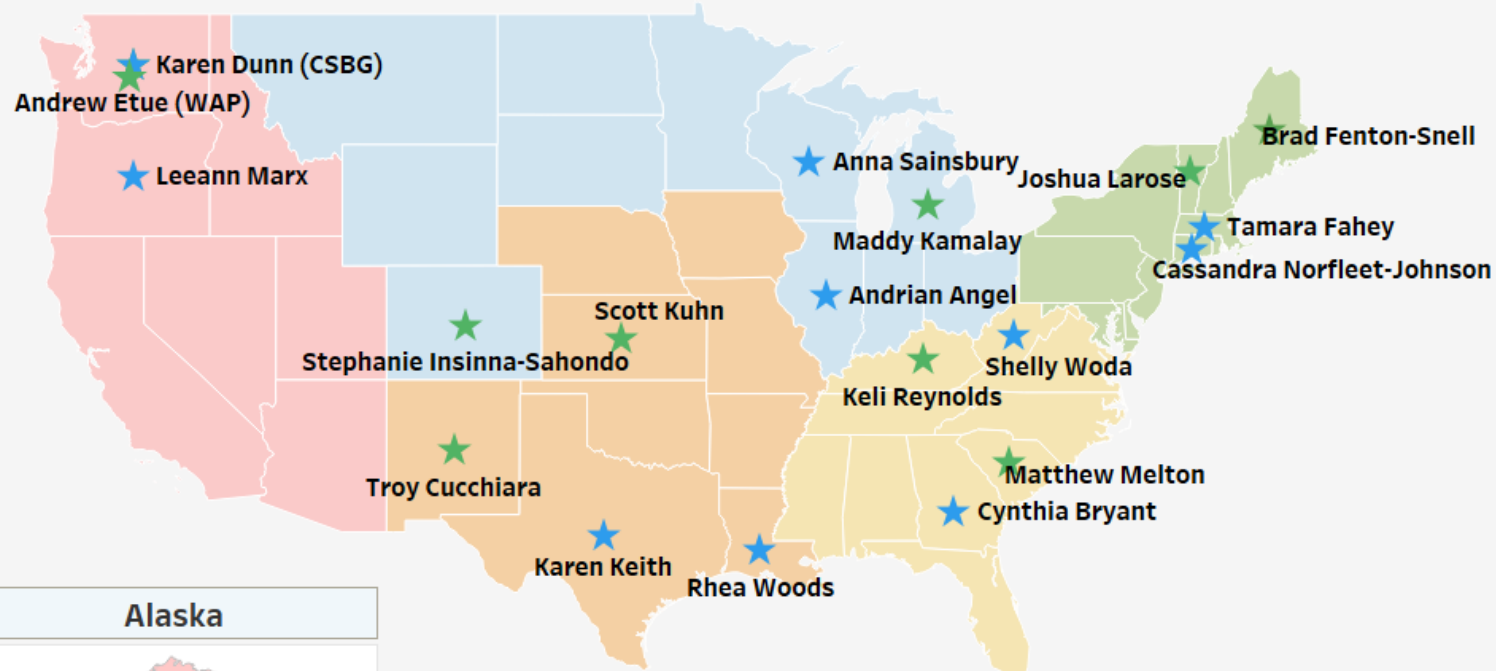 Karen Dunn (CSBG)
Andrew Etue (WAP)
Leeann Marx
Anna Sainsbury
Brad Fenton-Snell
Joshua Larose
Tamara Fahey
Maddy Kamalay
Cassandra Norfleet-Johnson
Andrian Angel
Scott Kuhn
Stephanie Insinna-Sahondo
Shelly Woda
Keli Reynolds
Matthew Melton
Troy Cucchiara
Cynthia Bryant
Karen Keith
Rhea Woods
Alaska